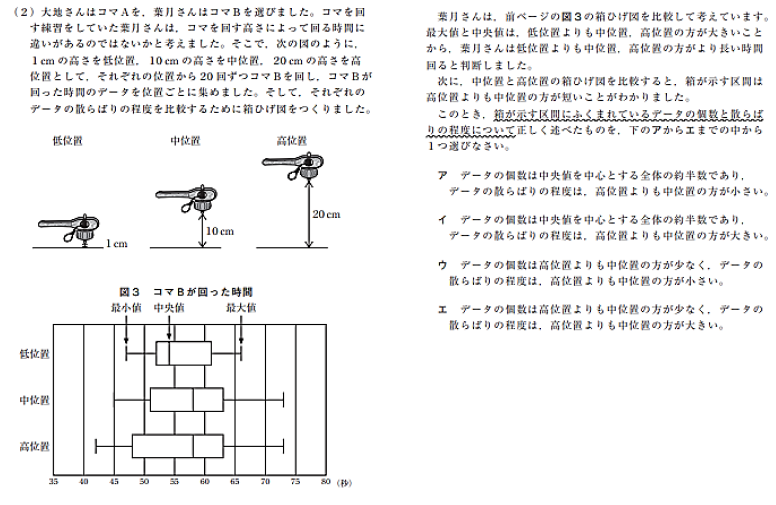 (2) 大地さんはコマAを,葉月さんはコマBを選びました。コマを回
す練習をしていた葉月さんは,コマを回す高さによって回る時間に
違いがあるのではないかと考えました。そこで,次の図のように,
1cmの高さを低位置,10cmの高さを中位置,20cmの高さを高
位置として,それぞれの位置から20回ずつコマBを回し,コマBが
回った時間のデータを位置ごとに集めました。そして,それぞれの
データの散らばりの程度を比較するために箱ひげ図をつくりました。
低位置 中位置 高位置
1cm
10cm
20cm
図3 コマBが回った時間
最小値 中央値 最大値
低位置
中位置
高位置
35 40 45 50 55 60 65 70 75 80 (秒)
葉月さんは,前ページの図3の箱ひげ図を比較して考えています。
最大値と中央値は,低位置よりも中位置,高位置の方が大きいこと
から,葉月さんは低位置よりも中位置,高位置の方がより長い時間
回ると判断しました。
次に,中位置と高位置の箱ひげ図を比較すると,箱が示す区間は
高位置よりも中位置の方が短いことがわかりました。
このとき,箱が示す区間にふくまれているデータの個数と散らば
りの程度について正しく述べたものを,下のアからエまでの中から
1つ選びなさい。
ア データの個数は中央値を中心とする全体の約半数であり,
データの散らばりの程度は,高位置よりも中位置の方が小さい。
イ データの個数は中央値を中心とする全体の約半数であり,
データの散らばりの程度は,高位置よりも中位置の方が大きい。
ウ データの個数は高位置よりも中位置の方が少なく,データの
散らばりの程度は,高位置よりも中位置の方が小さい。
エ データの個数は高位置よりも中位置の方が少なく,データの
散らばりの程度は,高位置よりも中位置の方が大きい。